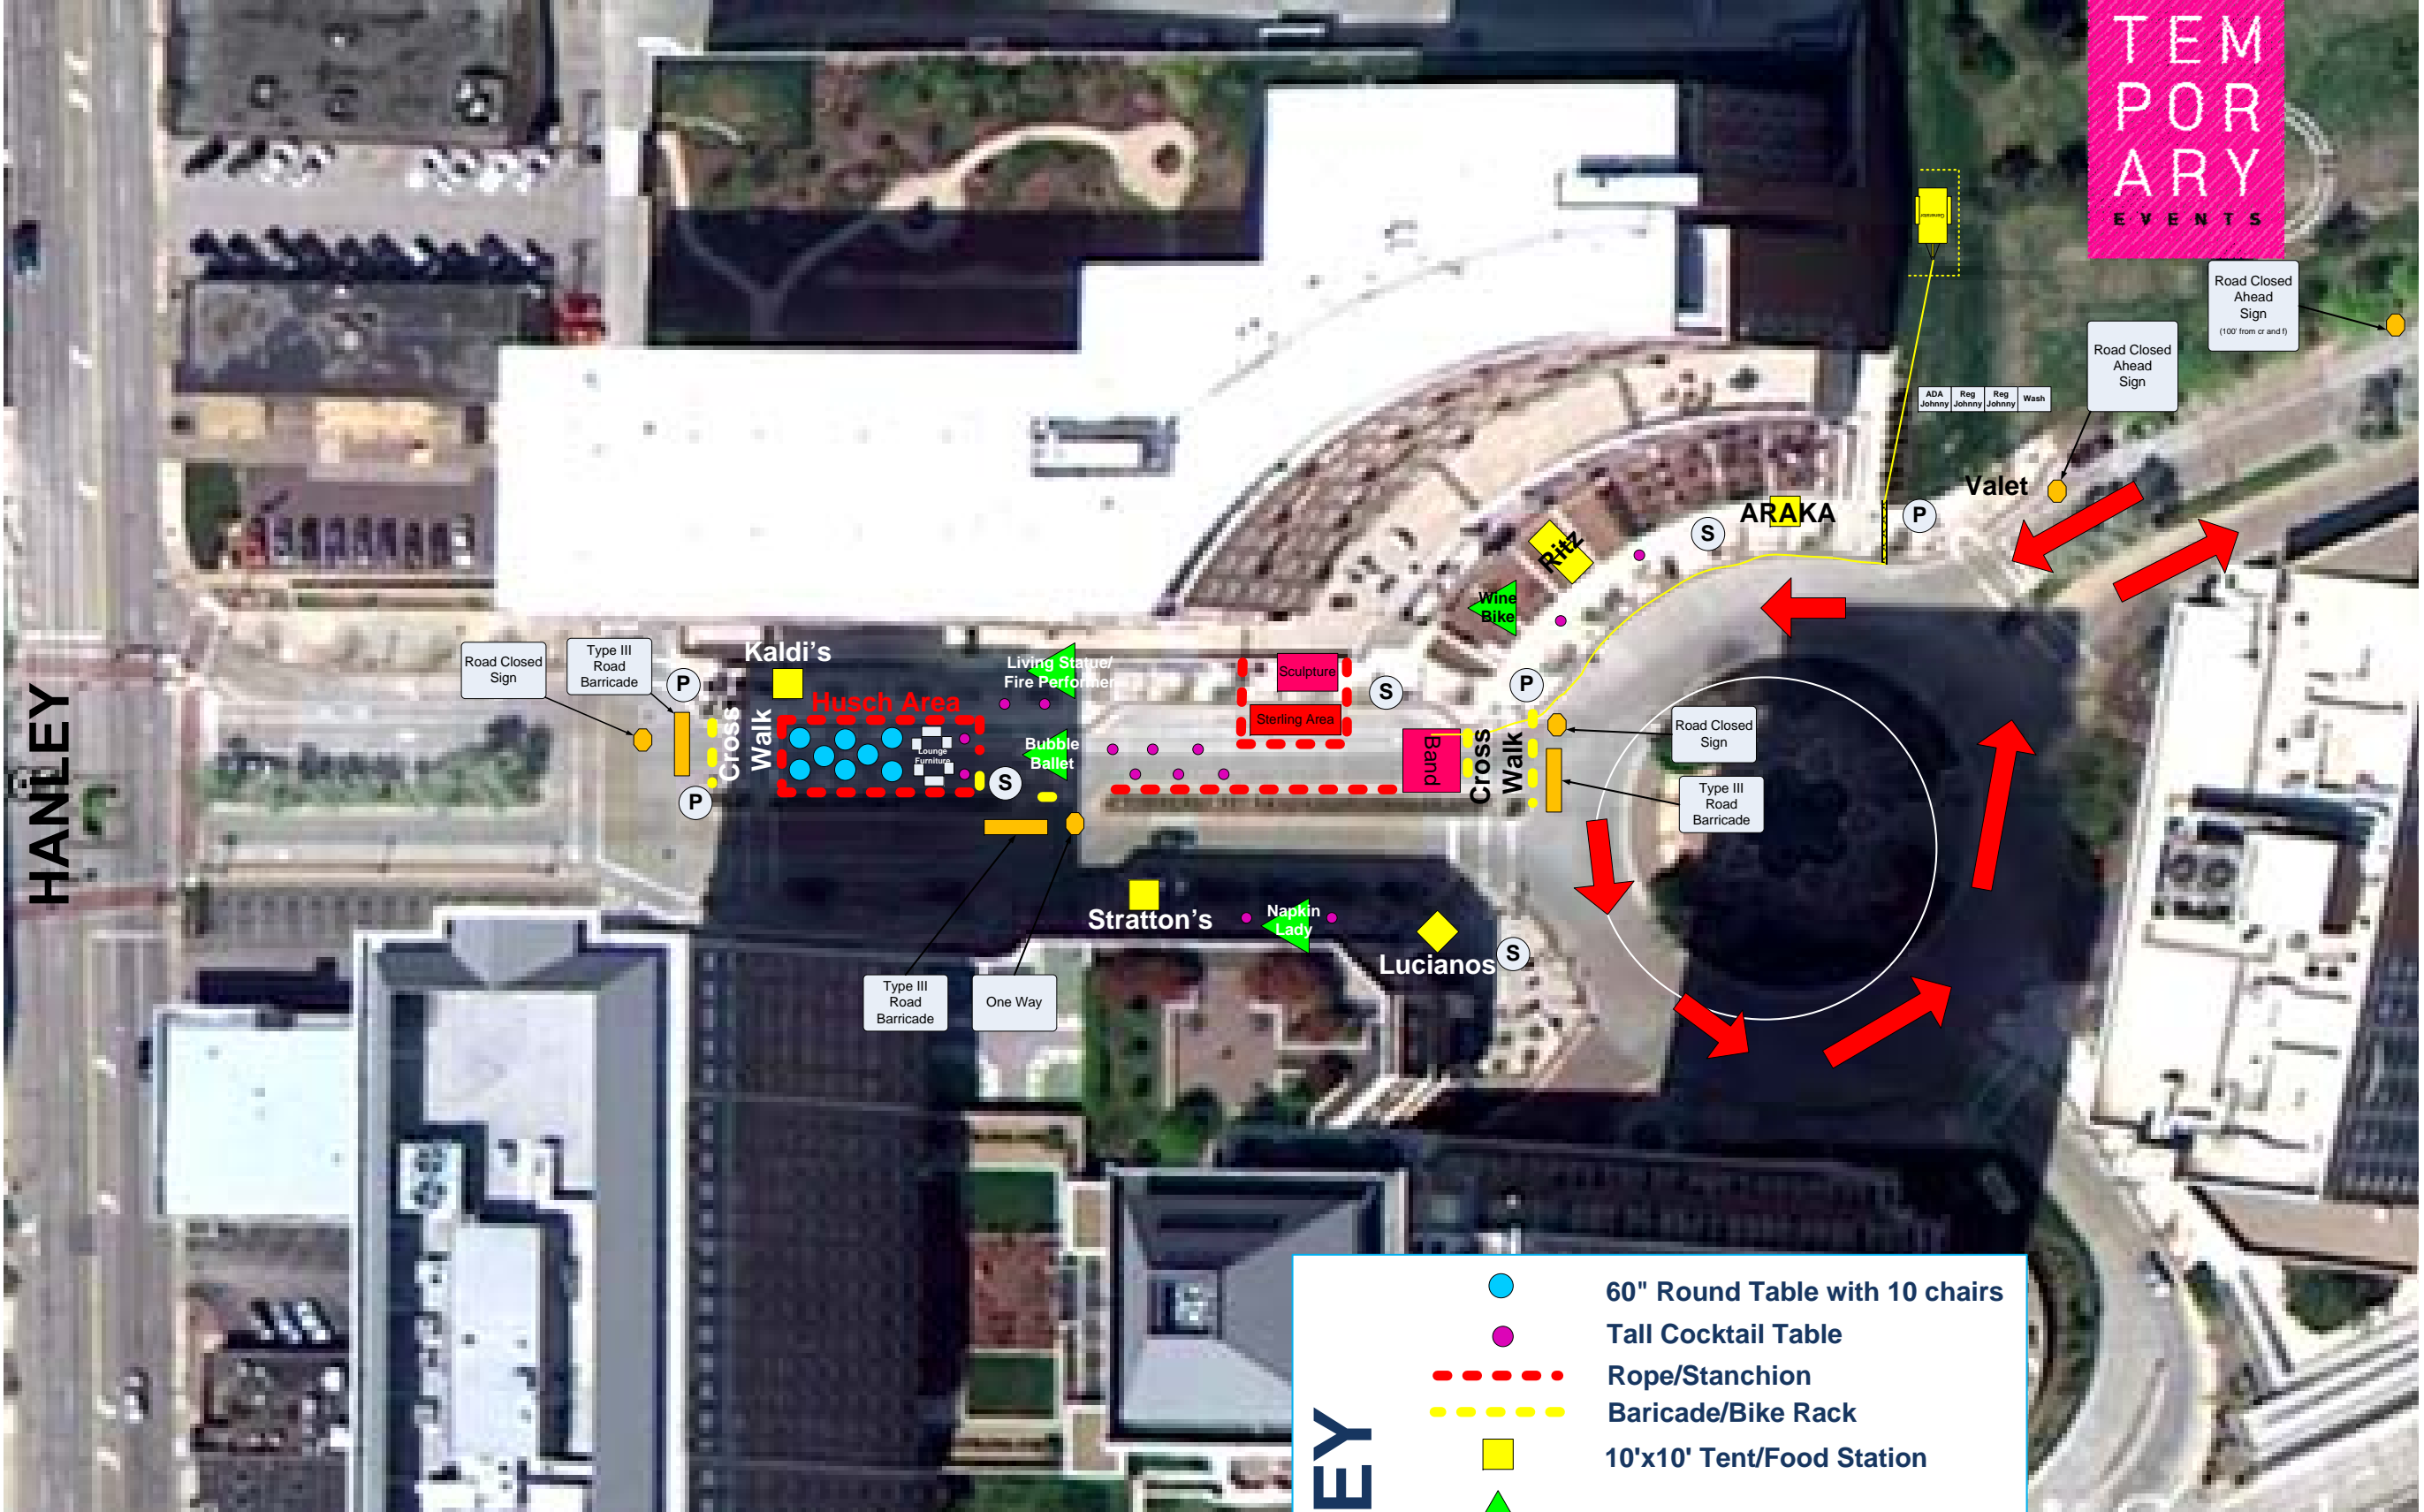 TEM
POR
ARY
EVENTS
Road Closed
Ahead
Sign
(100' from cr and f)
Road Closed
Ahead
Sign
Generator
ADA
Johnny
Reg
Johnny
Reg
Johnny
Wash
Valet
P
ARAKA
S
Ritz
Wine
Bike
HANLEY
Road Closed
Sign
Type III
Road
Barricade
P
P
Cross
Walk
Kaldi's
Husch Area
Lounge
Furniture
S
Living Statue/
Fire Performer
Bubble
Ballet
Sculpture
Sterling Area
S
Band
Cross
Walk
P
Road Closed
Sign
Type III
Road
Barricade
Stratton's
Napkin
Lady
Lucianos
S
Type III
Road
Barricade
One Way
EY
60" Round Table with 10 chairs
Tall Cocktail Table
Rope/Stanchion
Baricade/Bike Rack
10'x10' Tent/Food Station